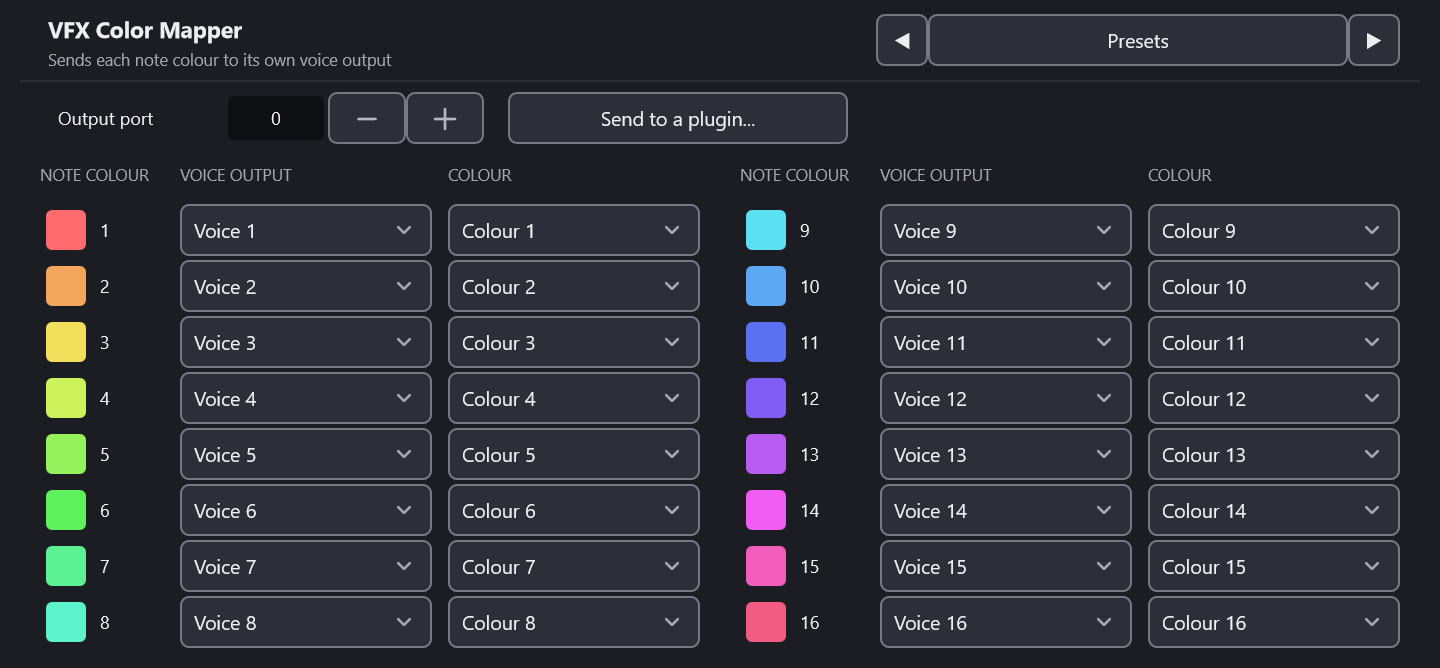 VFX Color Mapper
Sends each note colour to its own voice output
Presets
Output port 0 Send to a plugin...
NOTE COLOUR VOICE OUTPUT COLOUR NOTE COLOUR VOICE OUTPUT COLOUR
1 Voice 1 Colour 1 9 Voice 9 Colour 9
2 Voice 2 Colour 2 10 Voice 10 Colour 10
3 Voice 3 Colour 3 11 Voice 11 Colour 11
4 Voice 4 Colour 4 12 Voice 12 Colour 12
5 Voice 5 Colour 5 13 Voice 13 Colour 13
6 Voice 6 Colour 6 14 Voice 14 Colour 14
7 Voice 7 Colour 7 15 Voice 15 Colour 15
8 Voice 8 Colour 8 16 Voice 16 Colour 16